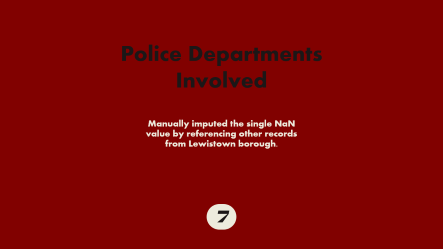 Police Departments
Involved
Manually imputed the single NaN
value by referencing other records
from Lewistown borough.
7